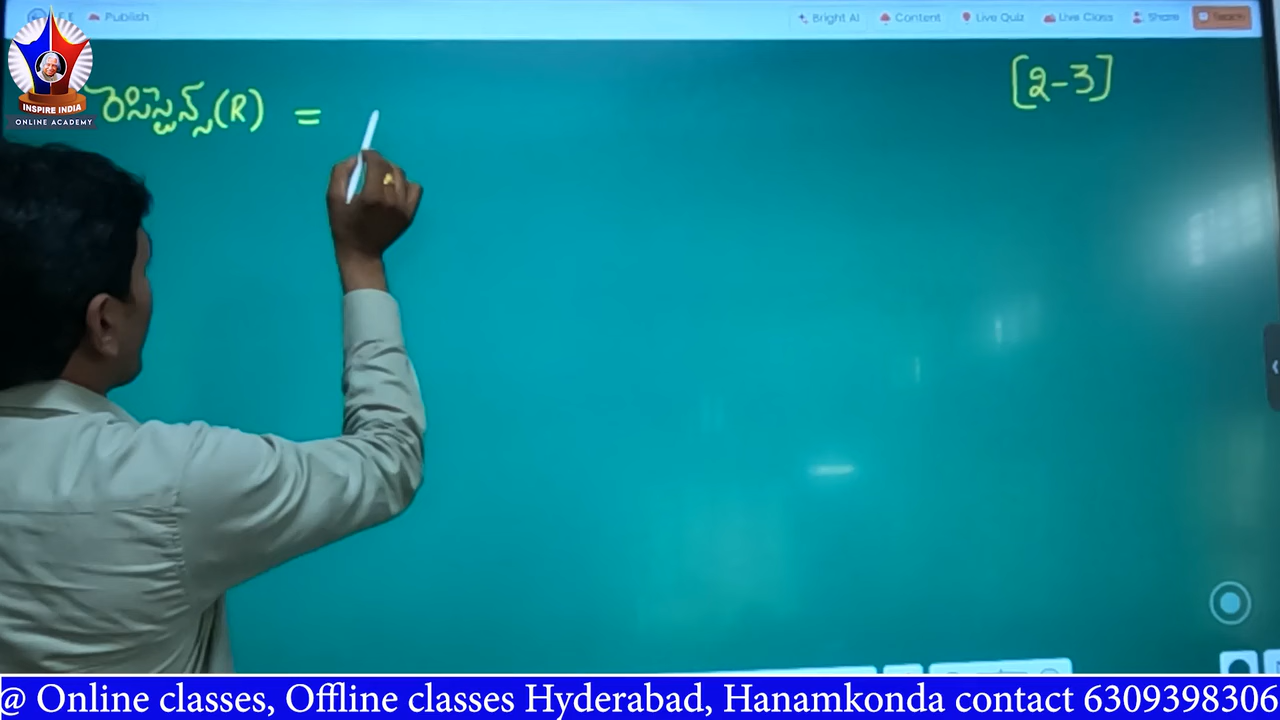 Publish
Bright AI
Content
Live Quiz
Live Class
Share
Teach
INSPIRE INDIA
ONLINE ACADEMY
రెసిస్టెన్స్(R) =
[2-3]
@ Online classes, Offline classes Hyderabad, Hanamkonda contact 6309398306